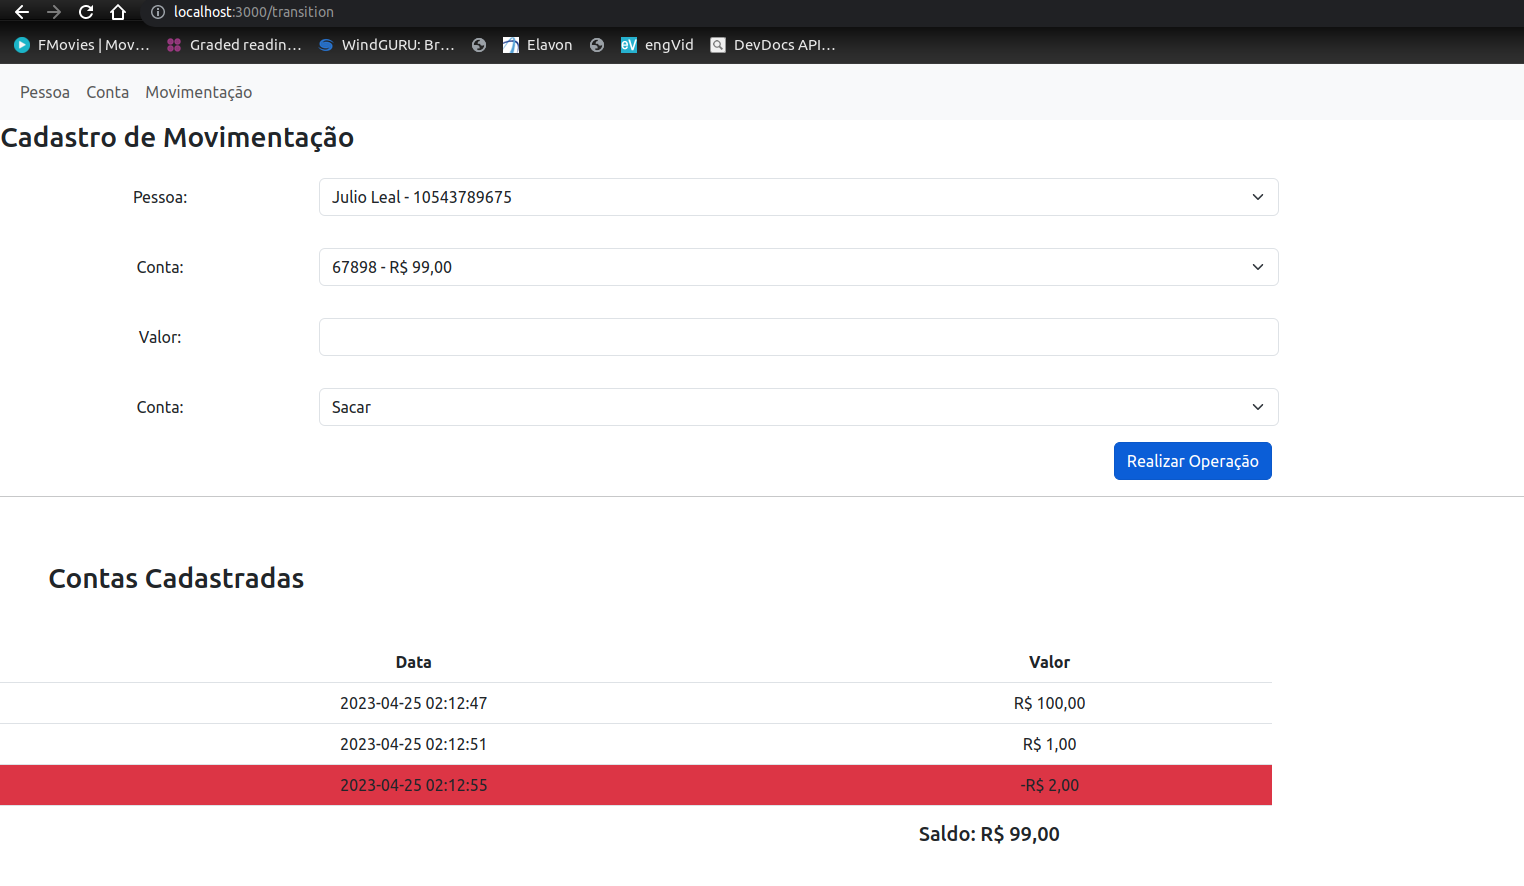 localhost:3000/transition
FMovies | Mov... Graded readin... WindGURU: Br... Elavon eV engVid DevDocs API...
Pessoa Conta Movimentação
Cadastro de Movimentação
Pessoa: Julio Leal - 10543789675
Conta: 67898 - R$ 99,00
Valor:
Conta: Sacar
Realizar Operação
Contas Cadastradas
Data Valor
2023-04-25 02:12:47 R$ 100,00
2023-04-25 02:12:51 R$ 1,00
2023-04-25 02:12:55 -R$ 2,00
Saldo: R$ 99,00